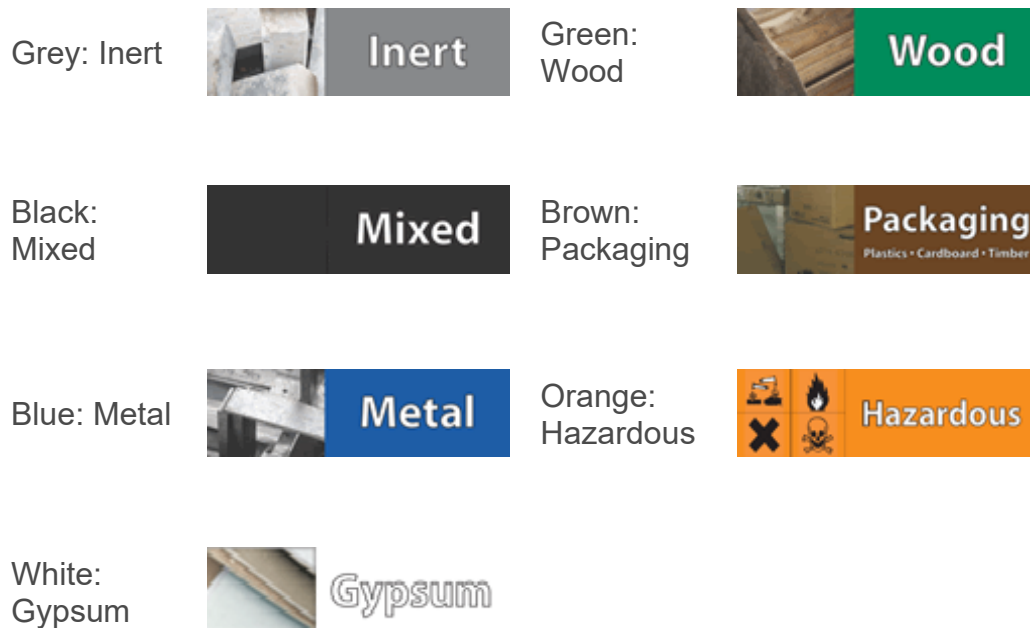 Grey: Inert
Inert
Green:
Wood
Wood
Black:
Mixed
Mixed
Brown:
Packaging
Packaging
Plastics • Cardboard • Timber
Blue: Metal
Metal
Orange:
Hazardous
Hazardous
White:
Gypsum
Gypsum